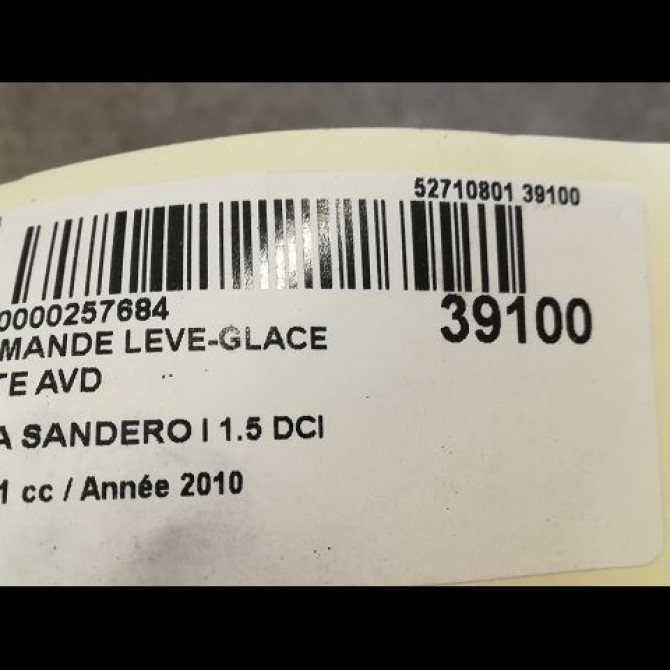 52710801 39100
0000257684
39100
MANDE LEVE-GLACE
TE AVD
A SANDERO I 1.5 DCI
1 cc / Année 2010